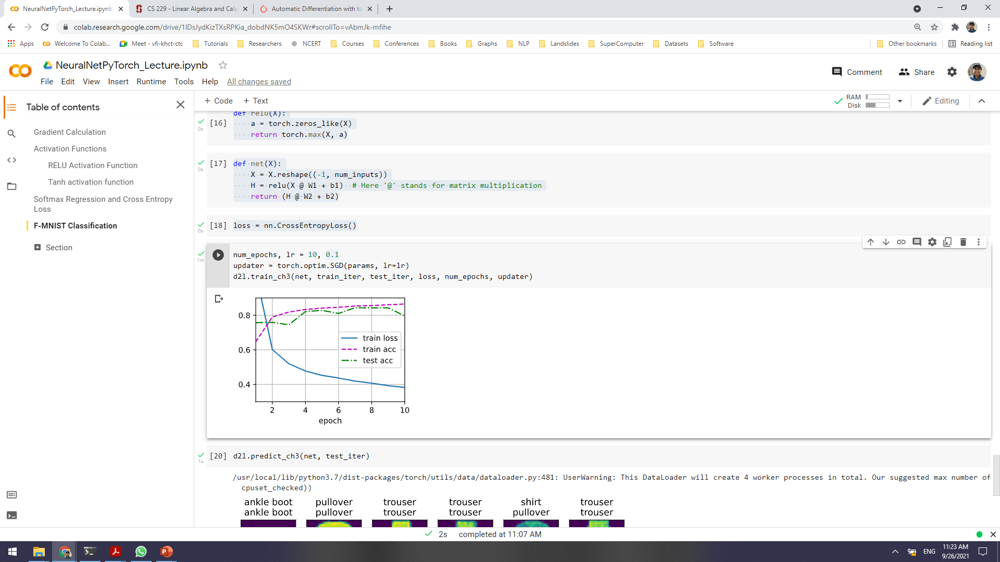 NeuralNetPyTorch_Lecture.ipynb
CS 229 - Linear Algebra and Calc
Automatic Differentiation with to
colab.research.google.com/drive/1IDsJydKizTXsRPKia_dobdNK5mO4SKWr#scrollTo=vAbmJk-mfihe
Apps
Welcome To Colab...
Meet - vfi-khct-ctc
Tutorials
Researchers
NCERT
Courses
Conferences
Books
Graphs
NLP
Landslides
SuperComputer
Datasets
Software
Other bookmarks
Reading list
NeuralNetPyTorch_Lecture.ipynb
Comment
Share
File Edit View Insert Runtime Tools Help All changes saved
Table of contents
Gradient Calculation
Activation Functions
RELU Activation Function
Tanh activation function
Softmax Regression and Cross Entropy
Loss
F-MNIST Classification
Section
+ Code + Text
RAM
Disk
Editing
def relu(X):
[16] a = torch.zeros_like(X)
0s
return torch.max(X, a)
[17] def net(X):
0s
X = X.reshape((-1, num_inputs))
H = relu(X @ W1 + b1) # Here '@' stands for matrix multiplication
return (H @ W2 + b2)
[18] loss = nn.CrossEntropyLoss()
0s
num_epochs, lr = 10, 0.1
1m
updater = torch.optim.SGD(params, lr=lr)
d2l.train_ch3(net, train_iter, test_iter, loss, num_epochs, updater)
0.8
0.6
0.4
train loss
train acc
test acc
2 4 6 8 10
epoch
[20] d2l.predict_ch3(net, test_iter)
1s
/usr/local/lib/python3.7/dist-packages/torch/utils/data/dataloader.py:481: UserWarning: This DataLoader will create 4 worker processes in total. Our suggested max number of
cpuset_checked))
ankle boot pullover trouser trouser shirt trouser
ankle boot pullover trouser trouser pullover trouser
2s completed at 11:07 AM
ENG
11:23 AM
9/26/2021